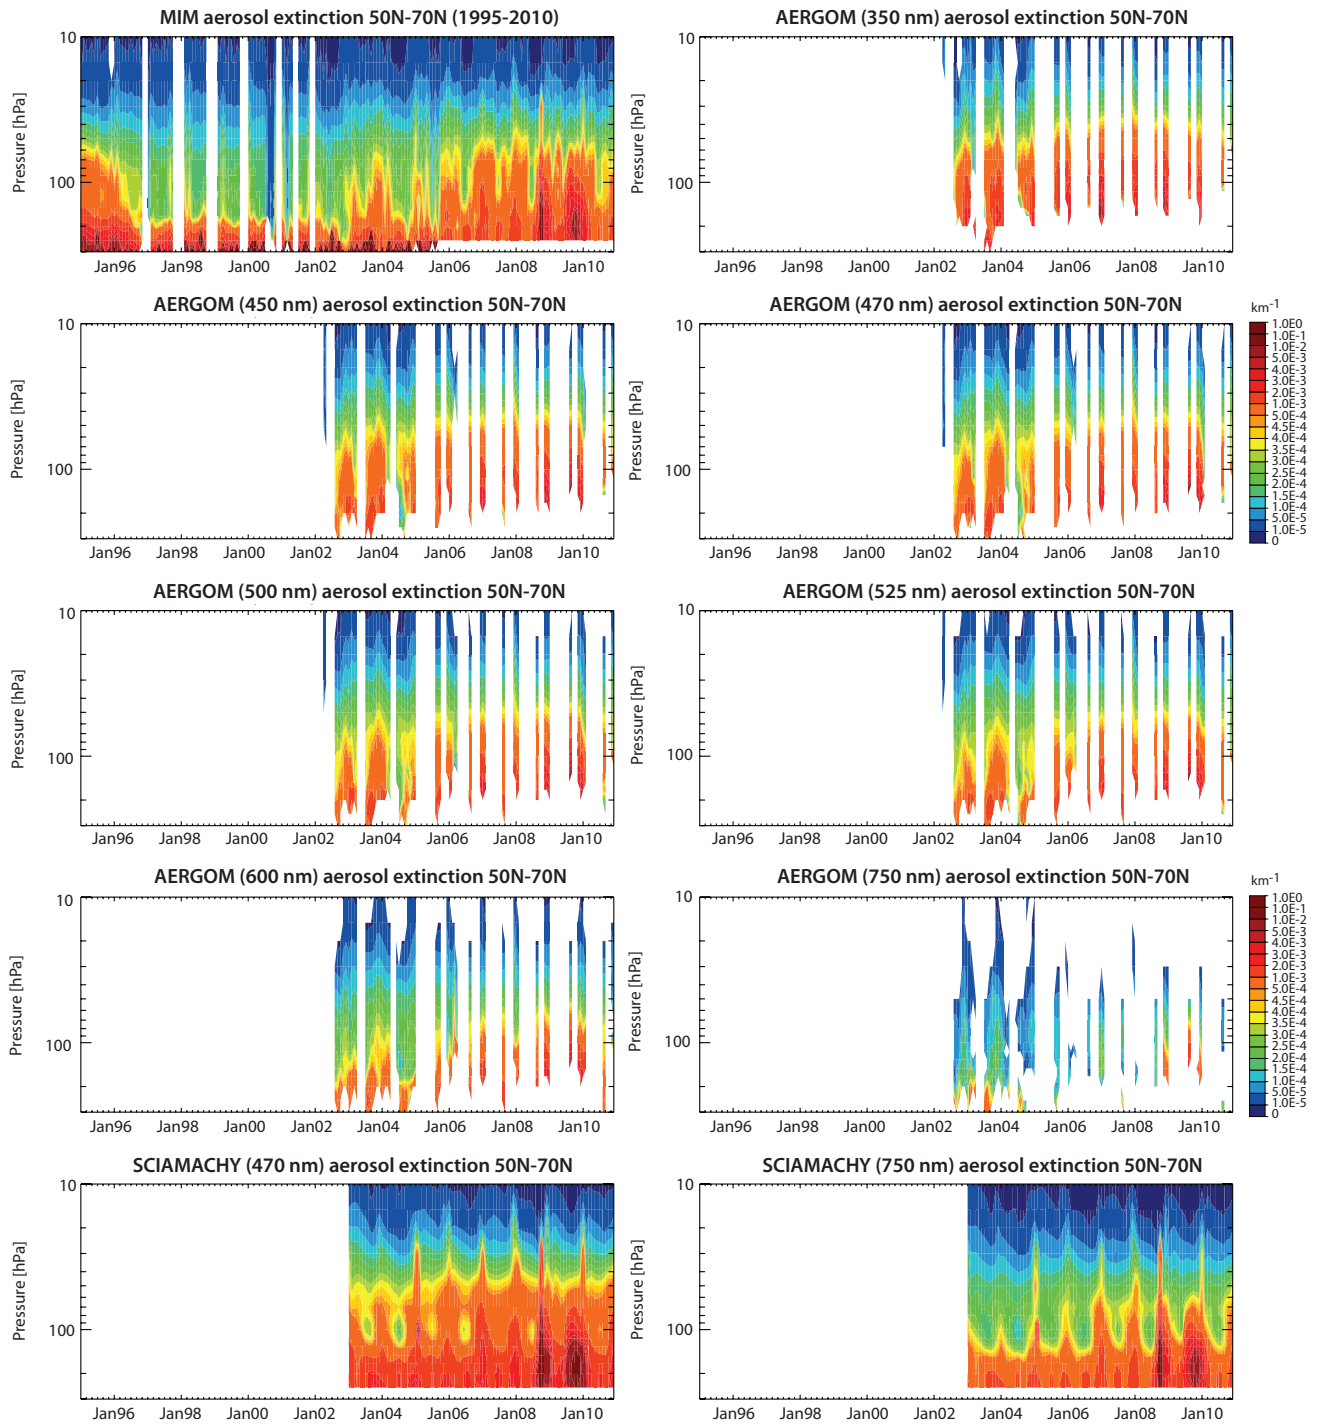 MIM aerosol extinction 50N-70N (1995-2010)
10
100
Pressure [hPa]
Jan96 Jan98 Jan00 Jan02 Jan04 Jan06 Jan08 Jan10
AERGOM (350 nm) aerosol extinction 50N-70N
10
100
Pressure [hPa]
Jan96 Jan98 Jan00 Jan02 Jan04 Jan06 Jan08 Jan10
AERGOM (450 nm) aerosol extinction 50N-70N
10
100
Pressure [hPa]
Jan96 Jan98 Jan00 Jan02 Jan04 Jan06 Jan08 Jan10
AERGOM (470 nm) aerosol extinction 50N-70N
10
100
Pressure [hPa]
Jan96 Jan98 Jan00 Jan02 Jan04 Jan06 Jan08 Jan10
km-1
1.0E0
1.0E-1
1.0E-2
5.0E-3
4.0E-3
3.0E-3
2.0E-3
1.0E-3
5.0E-4
4.5E-4
4.0E-4
3.5E-4
3.0E-4
2.5E-4
2.0E-4
1.5E-4
1.0E-4
5.0E-5
1.0E-5
0
AERGOM (500 nm) aerosol extinction 50N-70N
10
100
Pressure [hPa]
Jan96 Jan98 Jan00 Jan02 Jan04 Jan06 Jan08 Jan10
AERGOM (525 nm) aerosol extinction 50N-70N
10
100
Pressure [hPa]
Jan96 Jan98 Jan00 Jan02 Jan04 Jan06 Jan08 Jan10
AERGOM (600 nm) aerosol extinction 50N-70N
10
100
Pressure [hPa]
Jan96 Jan98 Jan00 Jan02 Jan04 Jan06 Jan08 Jan10
AERGOM (750 nm) aerosol extinction 50N-70N
10
100
Pressure [hPa]
Jan96 Jan98 Jan00 Jan02 Jan04 Jan06 Jan08 Jan10
km-1
1.0E0
1.0E-1
1.0E-2
5.0E-3
4.0E-3
3.0E-3
2.0E-3
1.0E-3
5.0E-4
4.5E-4
4.0E-4
3.5E-4
3.0E-4
2.5E-4
2.0E-4
1.5E-4
1.0E-4
5.0E-5
1.0E-5
0
SCIAMACHY (470 nm) aerosol extinction 50N-70N
10
100
Pressure [hPa]
Jan96 Jan98 Jan00 Jan02 Jan04 Jan06 Jan08 Jan10
SCIAMACHY (750 nm) aerosol extinction 50N-70N
10
100
Pressure [hPa]
Jan96 Jan98 Jan00 Jan02 Jan04 Jan06 Jan08 Jan10